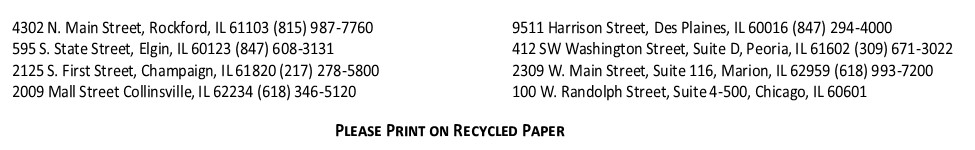 4302 N. Main Street, Rockford, IL 61103 (815) 987-7760
595 S. State Street, Elgin, IL 60123 (847) 608-3131
2125 S. First Street, Champaign, IL 61820 (217) 278-5800
2009 Mall Street Collinsville, IL 62234 (618) 346-5120
9511 Harrison Street, Des Plaines, IL 60016 (847) 294-4000
412 SW Washington Street, Suite D, Peoria, IL 61602 (309) 671-3022
2309 W. Main Street, Suite 116, Marion, IL 62959 (618) 993-7200
100 W. Randolph Street, Suite 4-500, Chicago, IL 60601
PLEASE PRINT ON RECYCLED PAPER